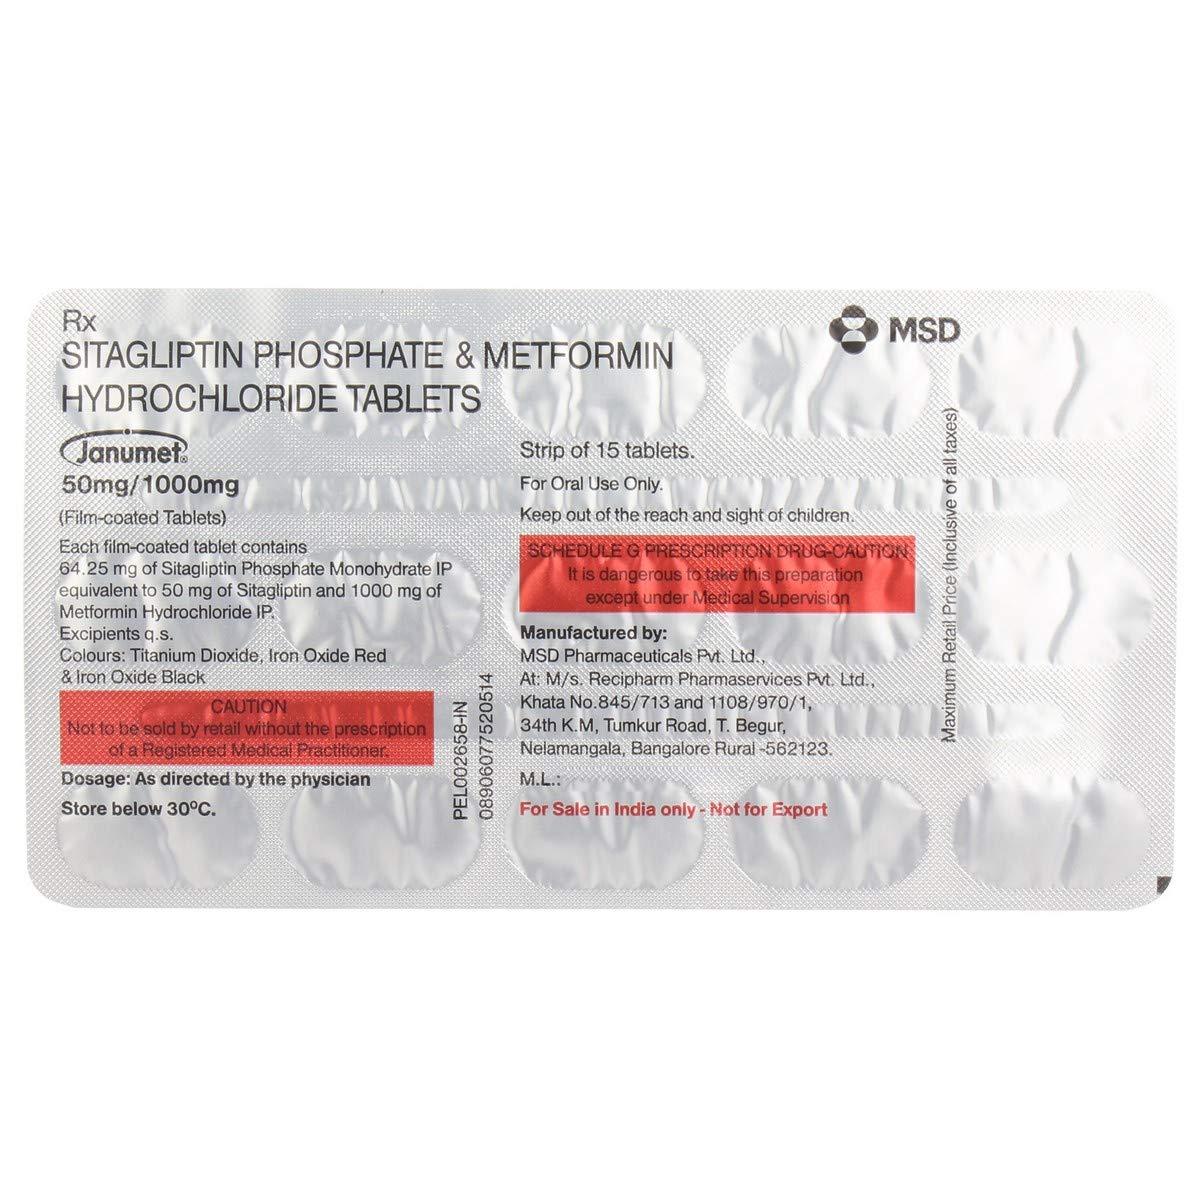 Rx
SITAGLIPTIN PHOSPHATE & METFORMIN
HYDROCHLORIDE TABLETS
Janumet®
50mg/1000mg
(Film-coated Tablets)
Each film-coated tablet contains
64.25 mg of Sitagliptin Phosphate Monohydrate IP
equivalent to 50 mg of Sitagliptin and 1000 mg of
Metformin Hydrochloride IP.
Excipients q.s.
Colours: Titanium Dioxide, Iron Oxide Red
& Iron Oxide Black
CAUTION
Not to be sold by retail without the prescription
of a Registered Medical Practitioner.
Dosage: As directed by the physician
Store below 30°C.
PEL002658-IN
08906077520514
MSD
Strip of 15 tablets.
For Oral Use Only.
Keep out of the reach and sight of children.
SCHEDULE G PRESCRIPTION DRUG-CAUTION
It is dangerous to take this preparation
except under Medical Supervision
Manufactured by:
MSD Pharmaceuticals Pvt. Ltd.,
At: M/s. Recipharm Pharmaservices Pvt. Ltd.,
Khata No.845/713 and 1108/970/1,
34th K.M, Tumkur Road, T. Begur,
Nelamangala, Bangalore Rural -562123.
M.L.:
For Sale in India only - Not for Export
Maximum Retail Price (Inclusive of all taxes)